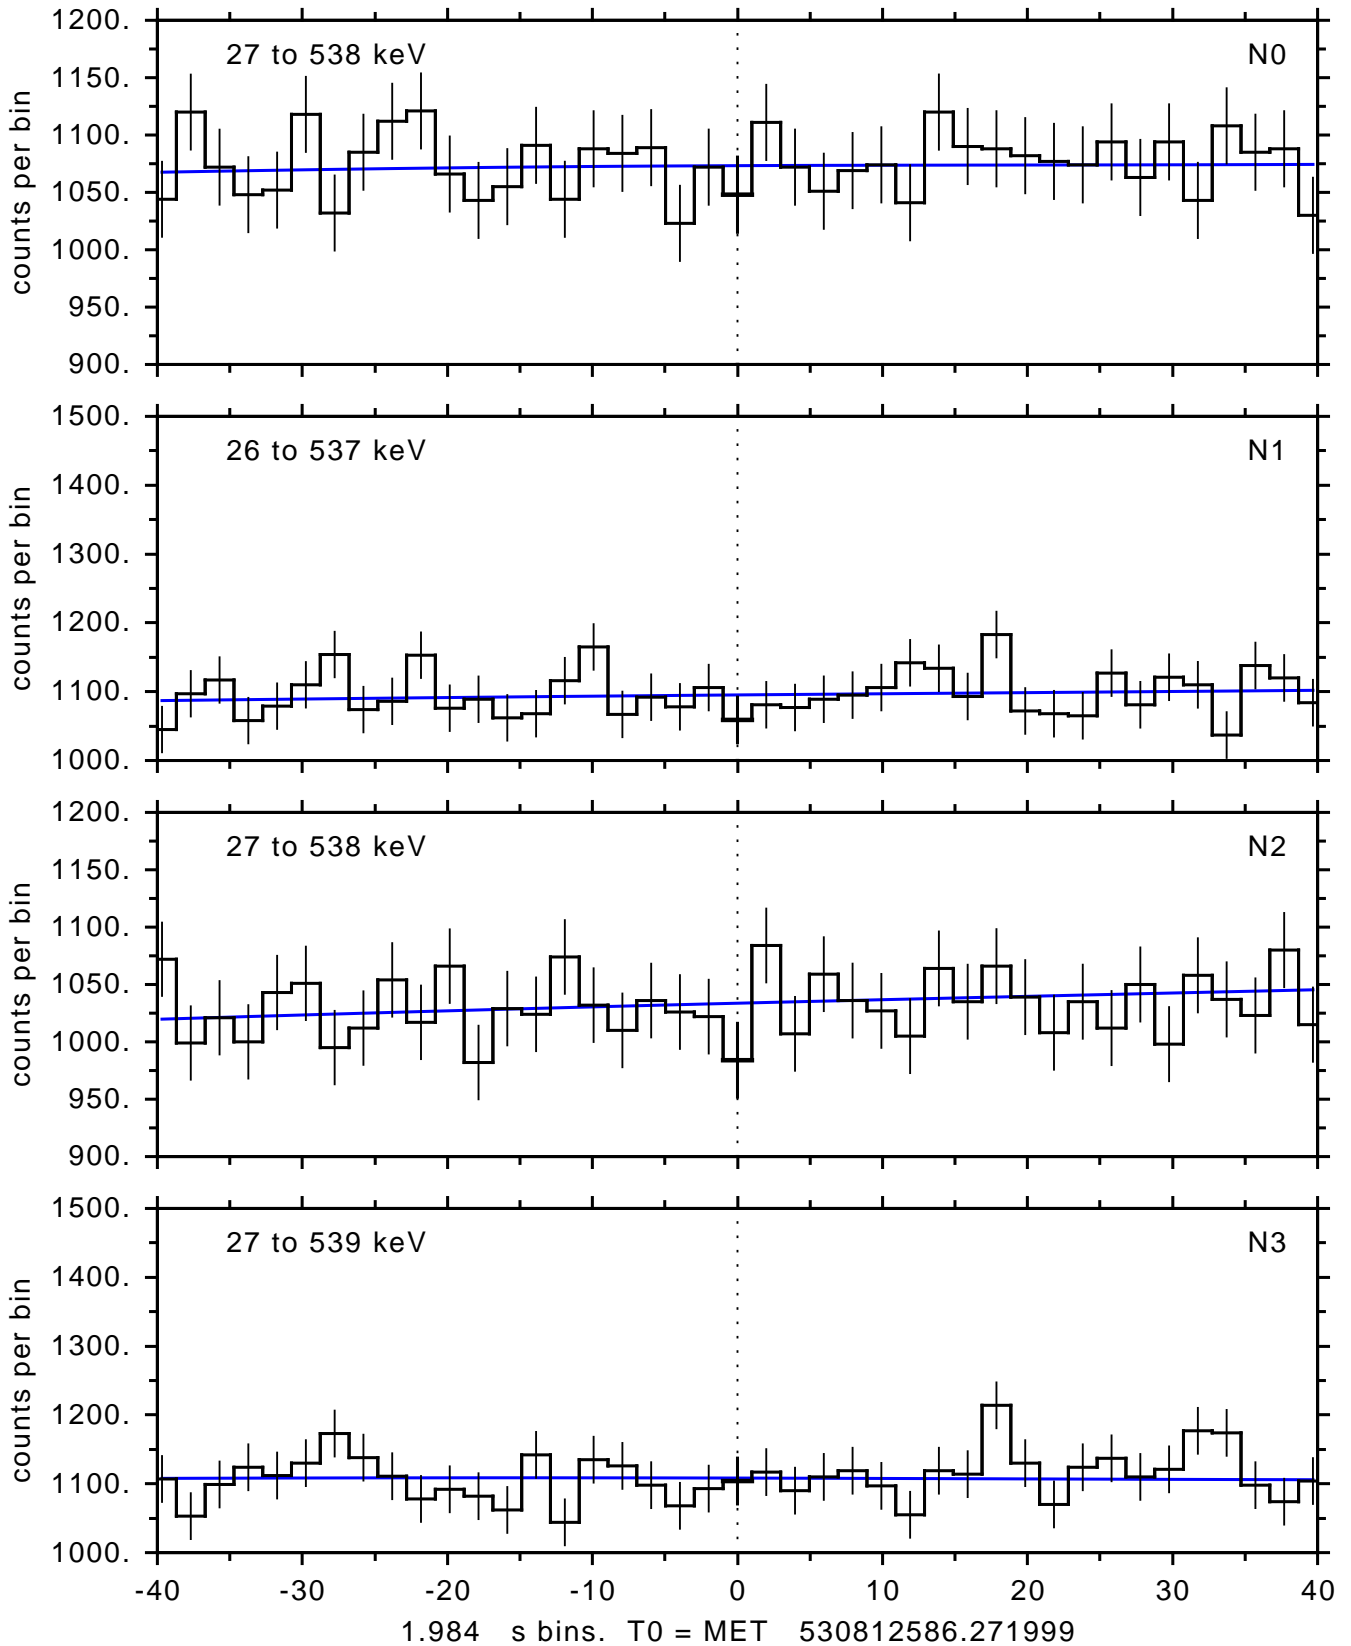 1200.
27 to 538 keV N0
1150.
1100.
1050.
1000.
950.
900.
counts per bin
1500.
26 to 537 keV N1
1400.
1300.
1200.
1100.
1000.
counts per bin
1200.
27 to 538 keV N2
1150.
1100.
1050.
1000.
950.
900.
counts per bin
1500.
27 to 539 keV N3
1400.
1300.
1200.
1100.
1000.
counts per bin
-40 -30 -20 -10 0 10 20 30 40
1.984 s bins. T0 = MET 530812586.271999